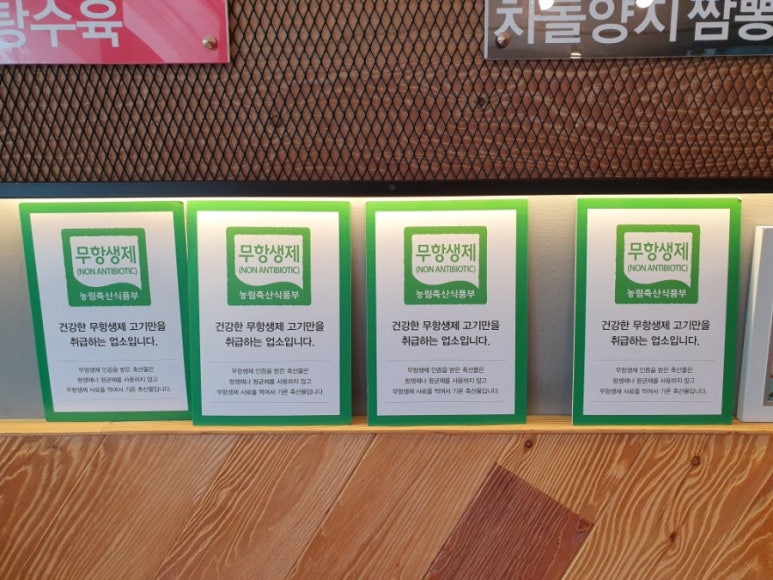 탕수육
차돌양지짬뽕
무항생제
(NON ANTIBIOTIC)
농림축산식품부
건강한 무항생제 고기만을
취급하는 업소입니다.
무항생제 인증을 받은 축산물은
항생제나 항균제를 사용하지 않고
무항생제 사료를 먹여서 기른 축산물입니다.
무항생제
(NON ANTIBIOTIC)
농림축산식품부
건강한 무항생제 고기만을
취급하는 업소입니다.
무항생제 인증을 받은 축산물은
항생제나 항균제를 사용하지 않고
무항생제 사료를 먹여서 기른 축산물입니다.
무항생제
(NON ANTIBIOTIC)
농림축산식품부
건강한 무항생제 고기만을
취급하는 업소입니다.
무항생제 인증을 받은 축산물은
항생제나 항균제를 사용하지 않고
무항생제 사료를 먹여서 기른 축산물입니다.
무항생제
(NON ANTIBIOTIC)
농림축산식품부
건강한 무항생제 고기만을
취급하는 업소입니다.
무항생제 인증을 받은 축산물은
항생제나 항균제를 사용하지 않고
무항생제 사료를 먹여서 기른 축산물입니다.